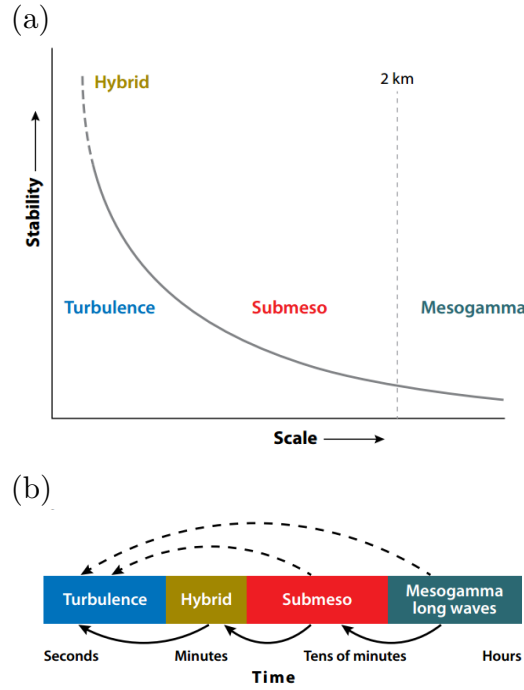 (a)
Hybrid
2 km
Stability
Turbulence
Submeso
Mesogamma
Scale
(b)
Turbulence
Hybrid
Submeso
Mesogamma
long waves
Seconds
Minutes
Tens of minutes
Hours
Time